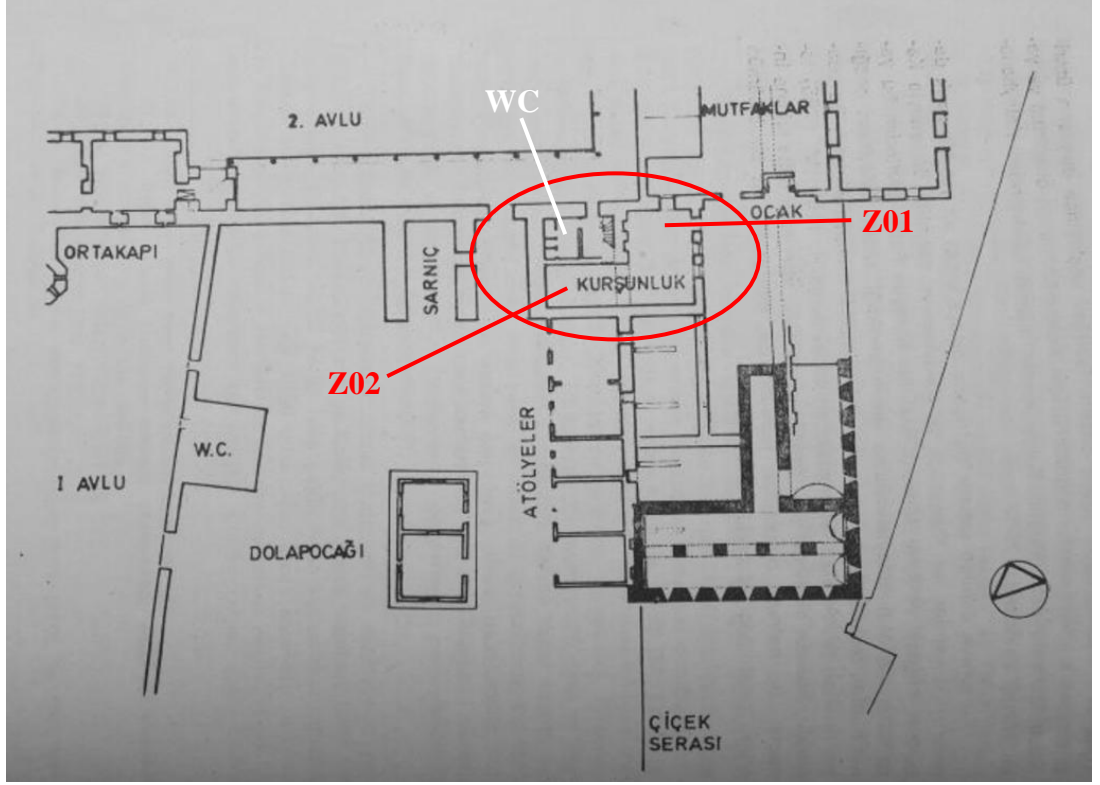 WC
MUTFAKLAR
2. AVLU
OCAK
Z01
ORTAKAPI
SARNIÇ
KURŞUNLUK
Z02
ATÖLYELER
W.C.
I AVLU
DOLAPOCAĞI
ÇİÇEK
SERASI